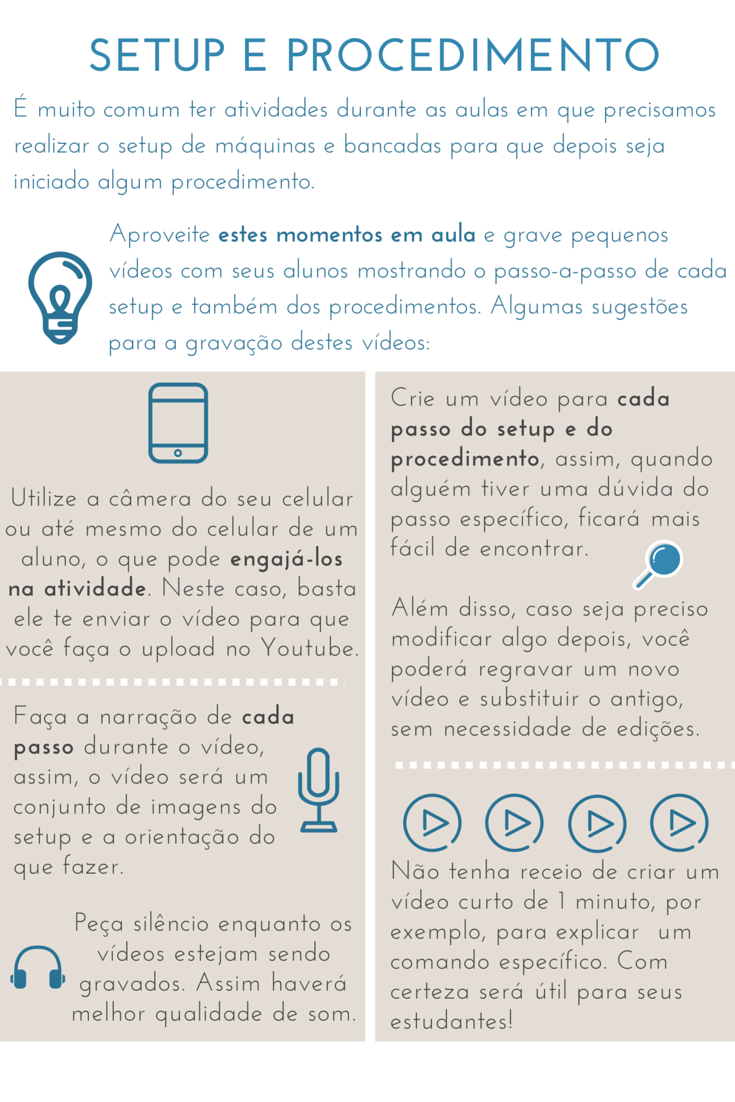 SETUP E PROCEDIMENTO
É muito comum ter atividades durante as aulas em que precisamos
realizar o setup de máquinas e bancadas para que depois seja
iniciado algum procedimento.
Aproveite estes momentos em aula e grave pequenos
vídeos com seus alunos mostrando o passo-a-passo de cada
setup e também dos procedimentos. Algumas sugestões
para a gravação destes vídeos:
Utilize a câmera do seu celular
ou até mesmo do celular de um
aluno, o que pode engajá-los
na atividade. Neste caso, basta
ele te enviar o vídeo para que
você faça o upload no Youtube.
Faça a narração de cada
passo durante o vídeo,
assim, o vídeo será um
conjunto de imagens do
setup e a orientação do
que fazer.
Peça silêncio enquanto os
vídeos estejam sendo
gravados. Assim haverá
melhor qualidade de som.
Crie um vídeo para cada
passo do setup e do
procedimento, assim, quando
alguém tiver uma dúvida do
passo específico, ficará mais
fácil de encontrar.
Além disso, caso seja preciso
modificar algo depois, você
poderá regravar um novo
vídeo e substituir o antigo,
sem necessidade de edições.
Não tenha receio de criar um
vídeo curto de 1 minuto, por
exemplo, para explicar um
comando específico. Com
certeza será útil para seus
estudantes!